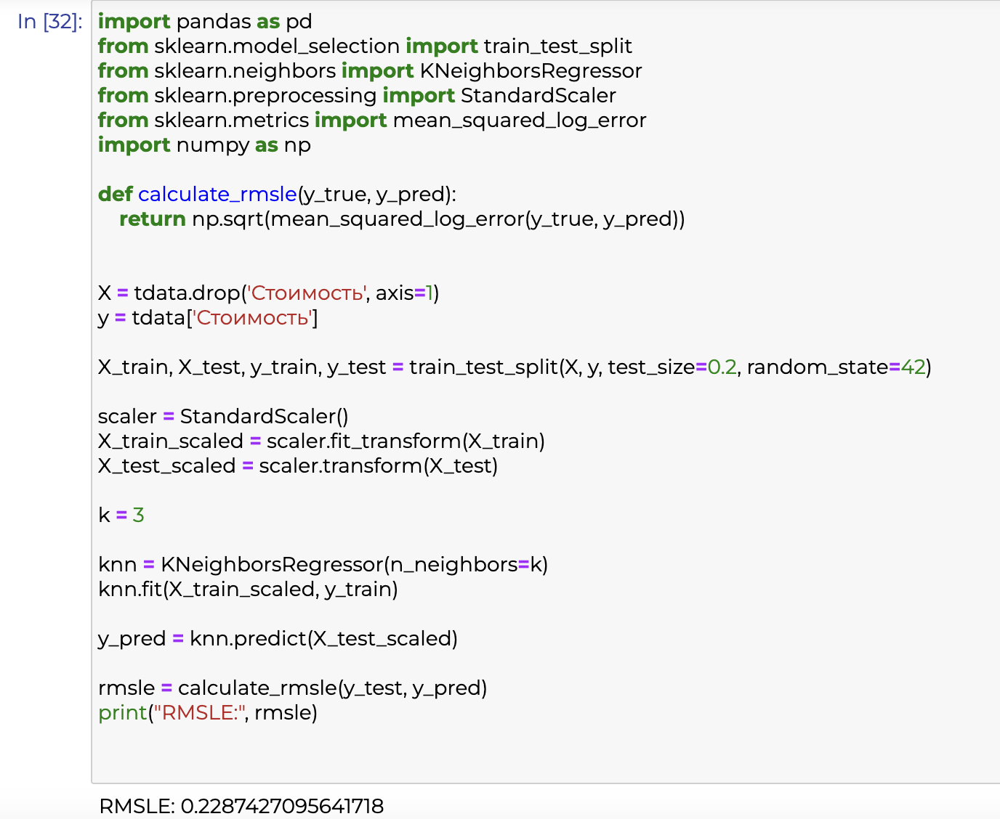 In [32]:
import pandas as pd
from sklearn.model_selection import train_test_split
from sklearn.neighbors import KNeighborsRegressor
from sklearn.preprocessing import StandardScaler
from sklearn.metrics import mean_squared_log_error
import numpy as np
def calculate_rmsle(y_true, y_pred):
    return np.sqrt(mean_squared_log_error(y_true, y_pred))
X = tdata.drop('Стоимость', axis=1)
y = tdata['Стоимость']
X_train, X_test, y_train, y_test = train_test_split(X, y, test_size=0.2, random_state=42)
scaler = StandardScaler()
X_train_scaled = scaler.fit_transform(X_train)
X_test_scaled = scaler.transform(X_test)
k = 3
knn = KNeighborsRegressor(n_neighbors=k)
knn.fit(X_train_scaled, y_train)
y_pred = knn.predict(X_test_scaled)
rmsle = calculate_rmsle(y_test, y_pred)
print("RMSLE:", rmsle)
RMSLE: 0.2287427095641718